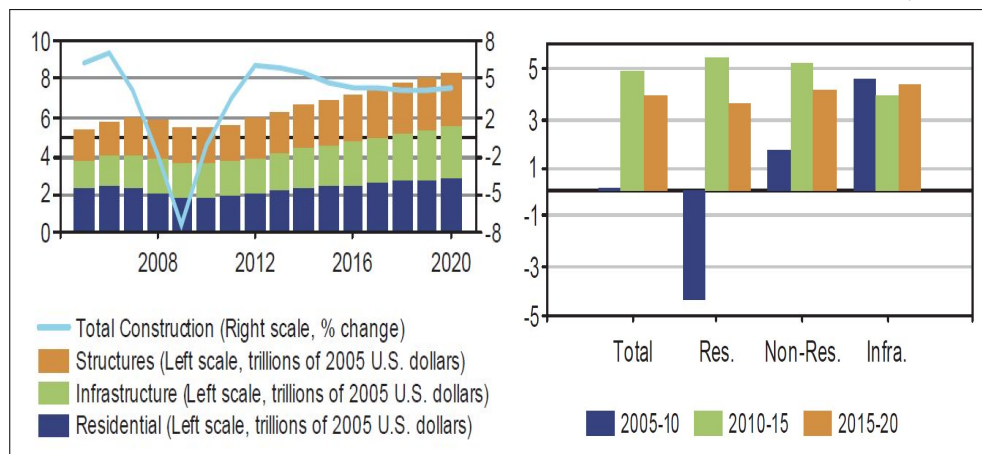 10
8
6
4
2
0
8
5
2
-2
-5
-8
2008 2012 2016 2020
Total Construction (Right scale, % change)
Structures (Left scale, trillions of 2005 U.S. dollars)
Infrastructure (Left scale, trillions of 2005 U.S. dollars)
Residential (Left scale, trillions of 2005 U.S. dollars)
5
3
1
-1
-3
-5
Total Res. Non-Res. Infra.
2005-10 2010-15 2015-20